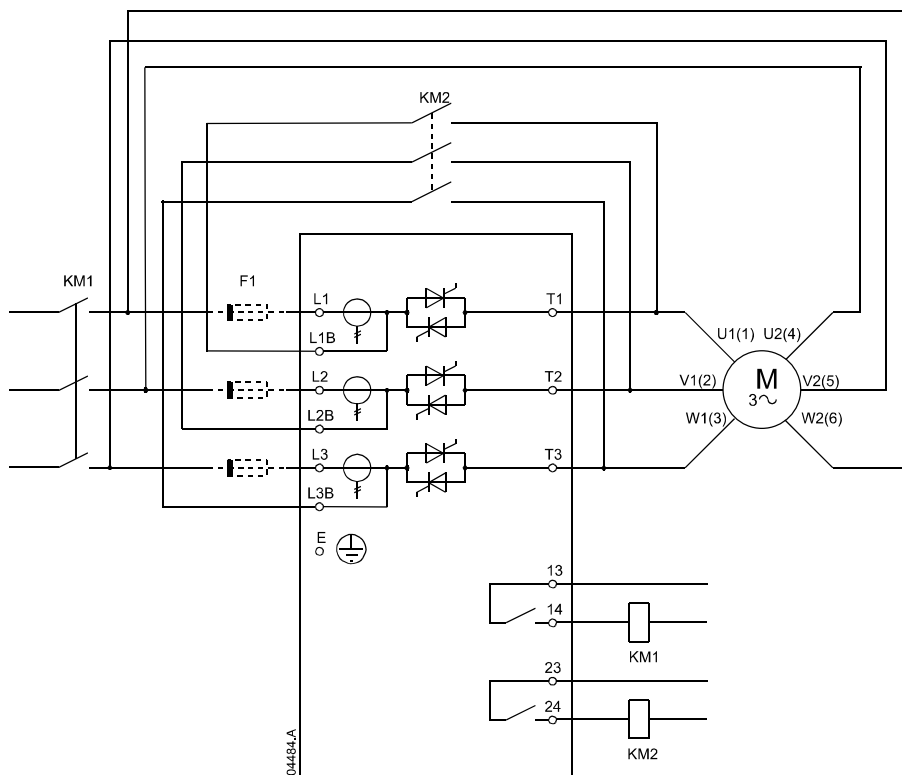 KM2
KM1
F1
L1
T1
U1(1)
U2(4)
L1B
L2
T2
V1(2)
M
3~
V2(5)
L2B
W1(3)
W2(6)
L3
T3
L3B
E
13
14
KM1
23
24
KM2
04484.A